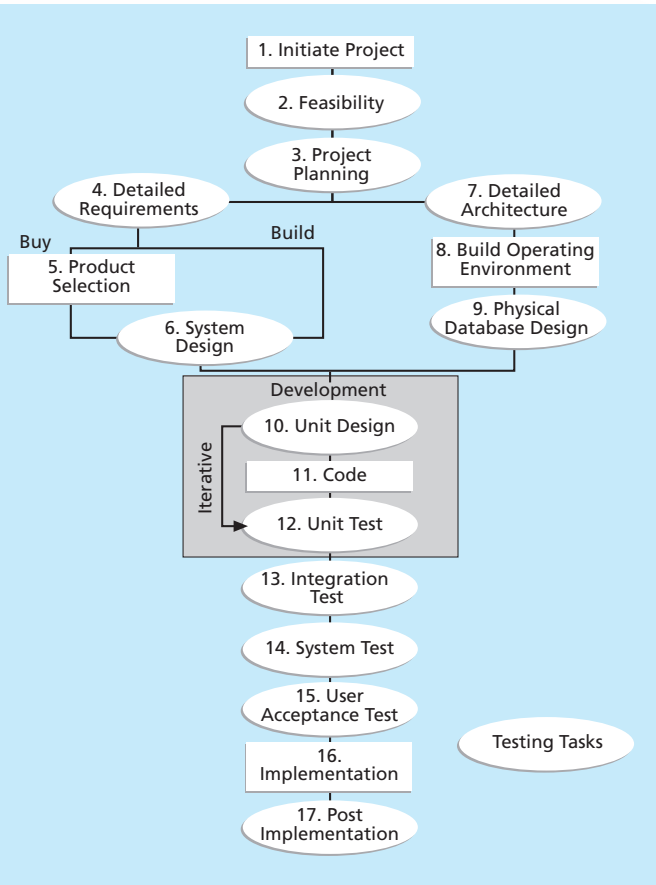 1. Initiate Project
2. Feasibility
3. Project
Planning
4. Detailed
Requirements
7. Detailed
Architecture
Buy
Build
5. Product
Selection
8. Build Operating
Environment
6. System
Design
9. Physical
Database Design
Development
10. Unit Design
Iterative
11. Code
12. Unit Test
13. Integration
Test
14. System Test
15. User
Acceptance Test
Testing Tasks
16.
Implementation
17. Post
Implementation